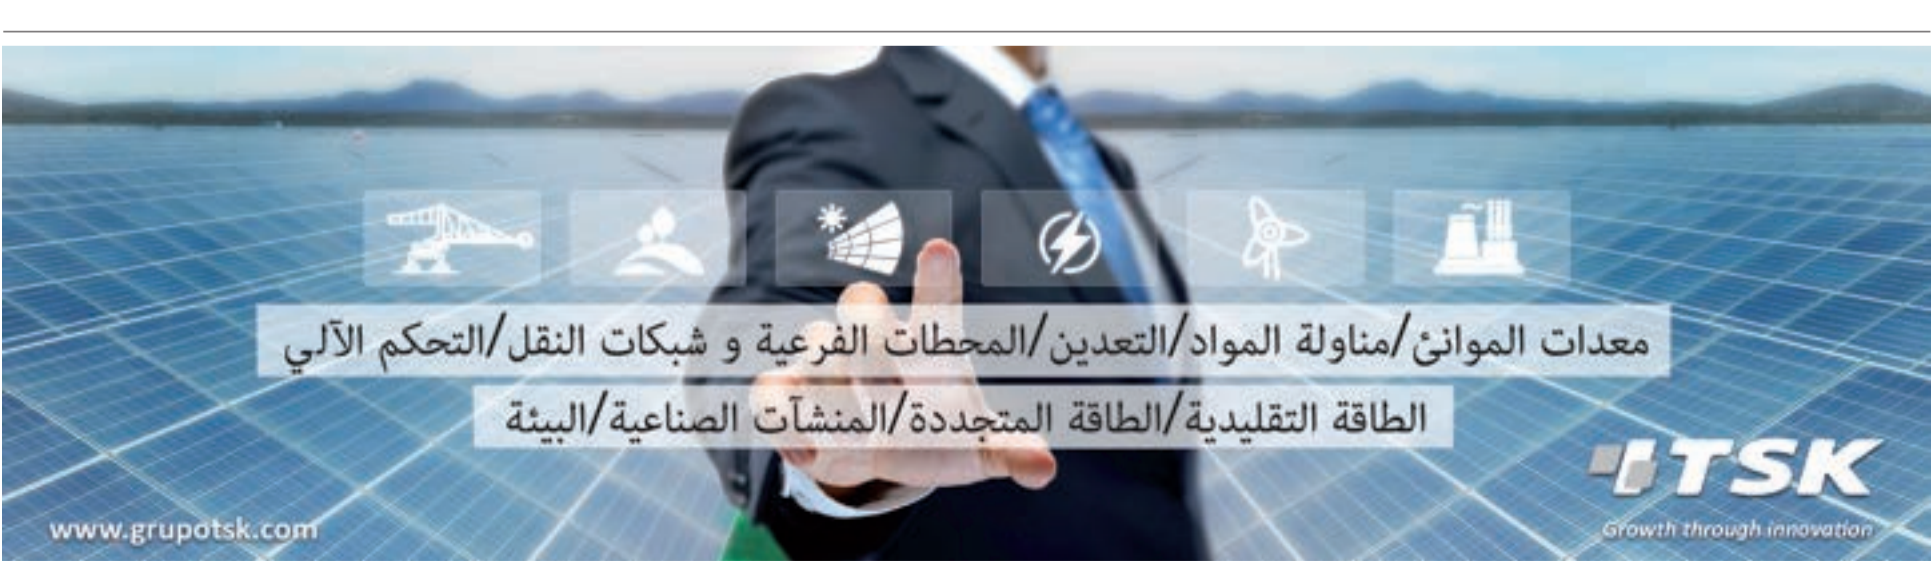 معدات الموانئ/مناولة المواد/التعدين/المحطات الفرعية و شبكات النقل/التحكم الآلي
الطاقة التقليدية/الطاقة المتجددة/المنشآت الصناعية/البيئة
TSK
Growth through innovation
www.grupotsk.com